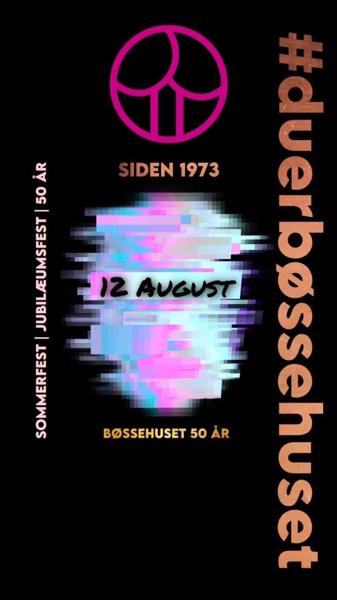 SIDEN 1973
SOMMERFEST | JUBILÆUMSFEST | 50 ÅR
12 AUGUST
BØSSEHUSET 50 ÅR
#duerbøssehuset